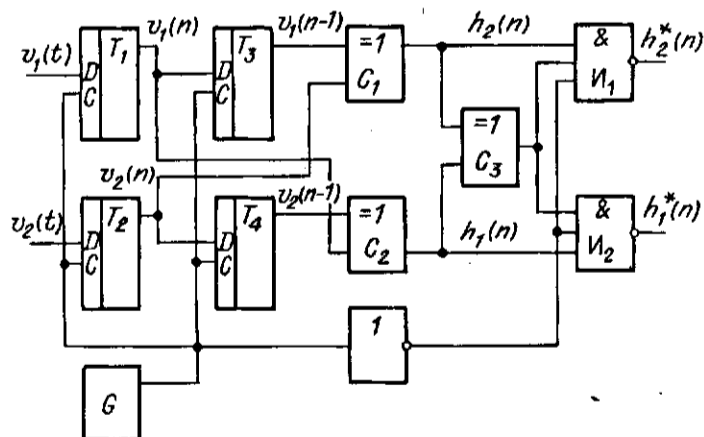 v₁(t)
D
C
T₁
v₁(n)
D
C
T₃
v₁(n-1)
=1
C₁
h₂(n)
&
И₁
h₂*(n)
=1
C₃
v₂(t)
D
C
T₂
v₂(n)
D
C
T₄
v₂(n-1)
=1
C₂
h₁(n)
&
И₂
h₁*(n)
1
G